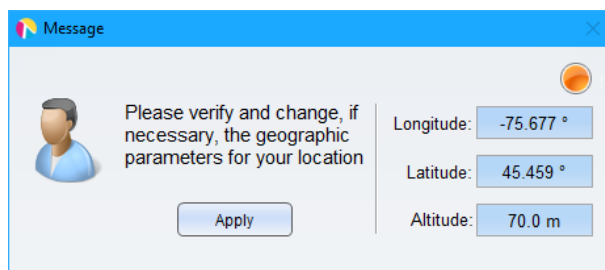 Message
Please verify and change, if
necessary, the geographic
parameters for your location
Apply
Longitude: -75.677 °
Latitude: 45.459 °
Altitude: 70.0 m